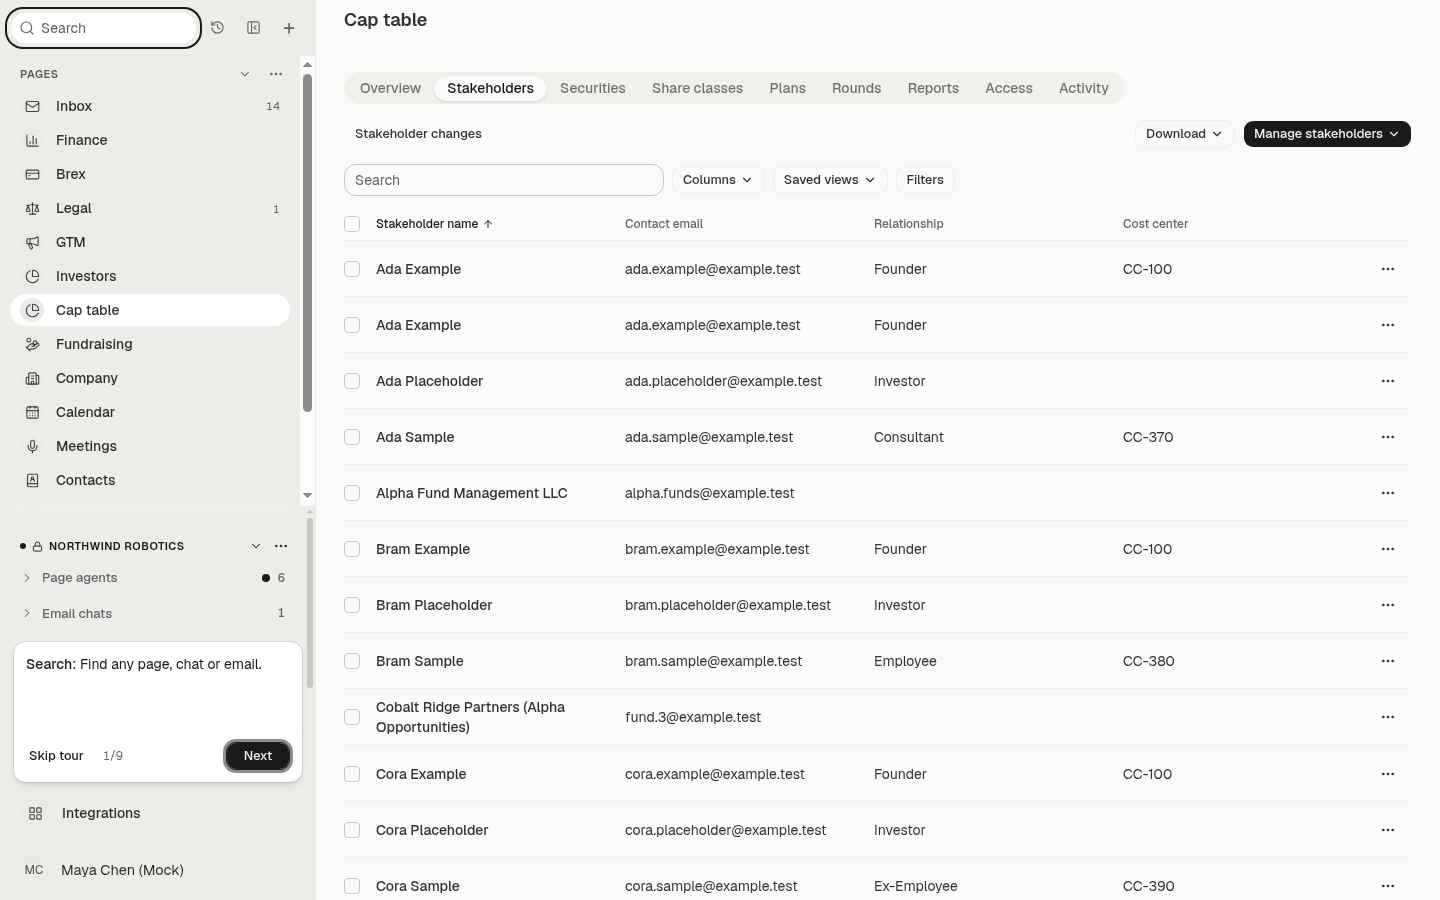 Search
PAGES
Inbox 14
Finance
Brex
Legal 1
GTM
Investors
Cap table
Fundraising
Company
Calendar
Meetings
Contacts
NORTHWIND ROBOTICS
Page agents 6
Email chats 1
Search: Find any page, chat or email.
Skip tour 1/9 Next
Integrations
MC Maya Chen (Mock)
Cap table
Overview Stakeholders Securities Share classes Plans Rounds Reports Access Activity
Stakeholder changes Download Manage stakeholders
Search Columns Saved views Filters
Stakeholder name Contact email Relationship Cost center
Ada Example ada.example@example.test Founder CC-100
Ada Example ada.example@example.test Founder
Ada Placeholder ada.placeholder@example.test Investor
Ada Sample ada.sample@example.test Consultant CC-370
Alpha Fund Management LLC alpha.funds@example.test
Bram Example bram.example@example.test Founder CC-100
Bram Placeholder bram.placeholder@example.test Investor
Bram Sample bram.sample@example.test Employee CC-380
Cobalt Ridge Partners (Alpha
Opportunities) fund.3@example.test
Cora Example cora.example@example.test Founder CC-100
Cora Placeholder cora.placeholder@example.test Investor
Cora Sample cora.sample@example.test Ex-Employee CC-390